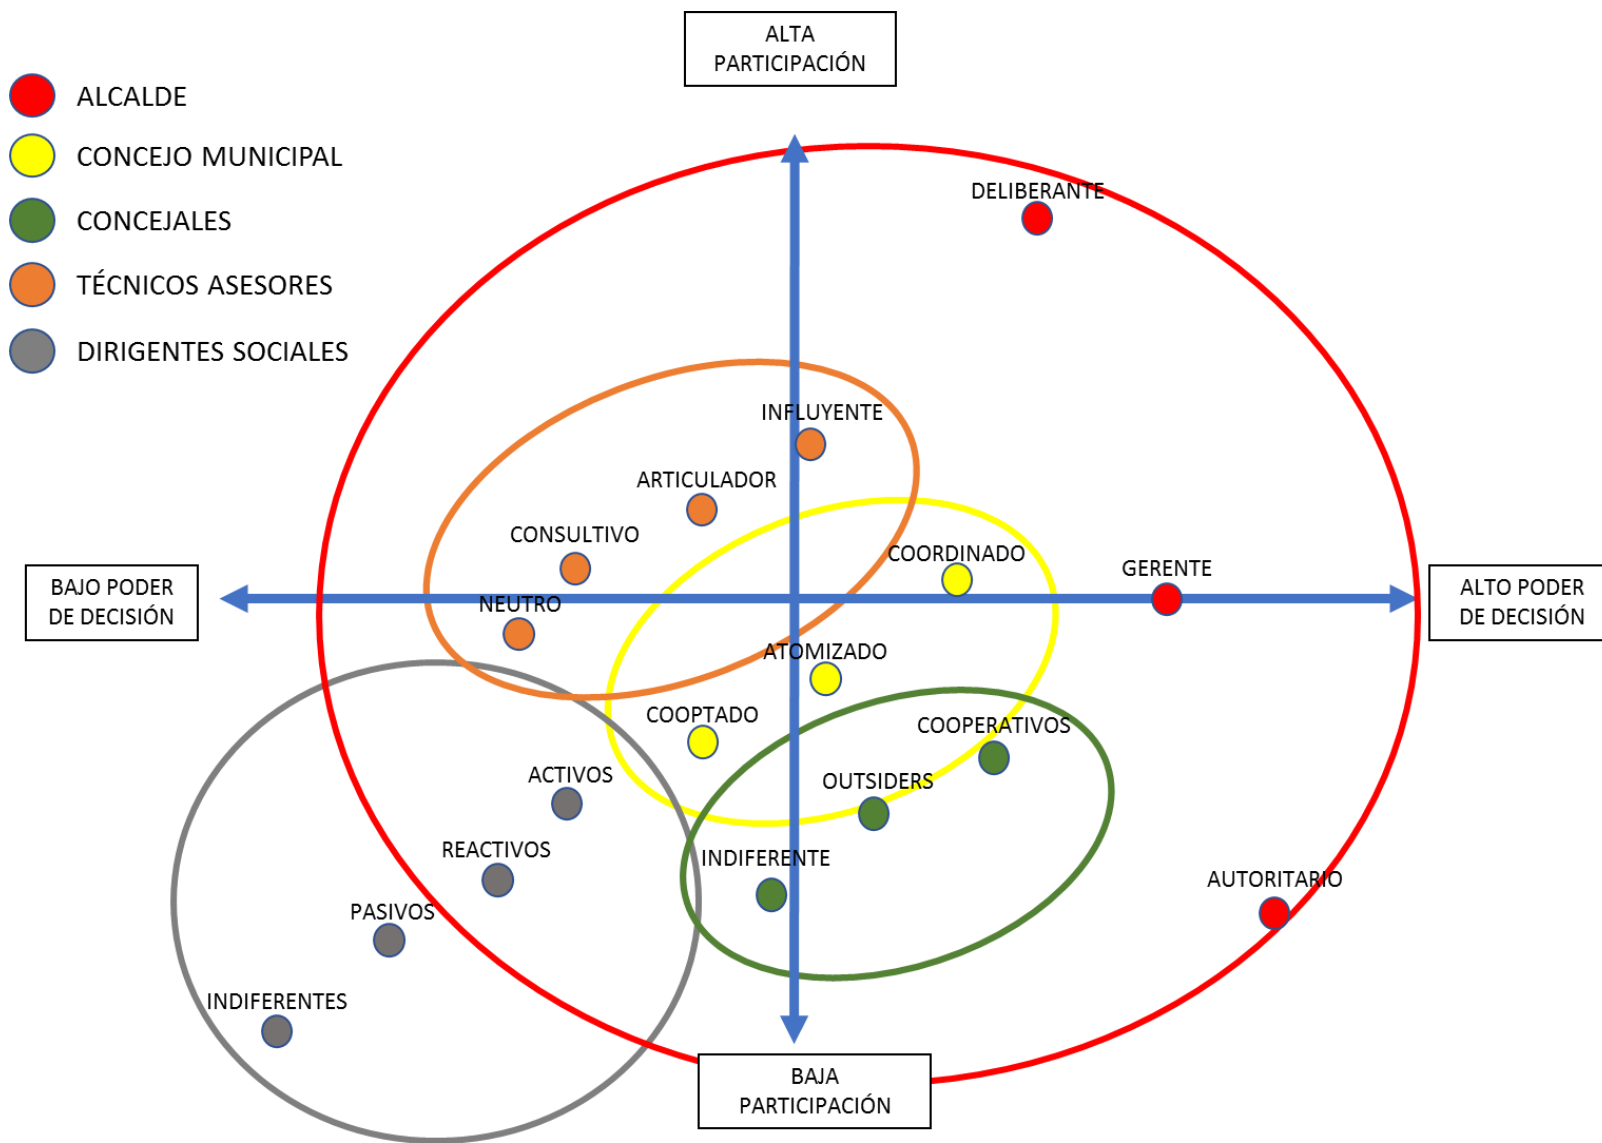 ALTA
PARTICIPACIÓN
ALCALDE
CONCEJO MUNICIPAL
CONCEJALES
TÉCNICOS ASESORES
DIRIGENTES SOCIALES
DELIBERANTE
INFLUYENTE
ARTICULADOR
CONSULTIVO
COORDINADO
GERENTE
BAJO PODER
DE DECISIÓN
ALTO PODER
DE DECISIÓN
NEUTRO
ATOMIZADO
COOPTADO
COOPERATIVOS
ACTIVOS
OUTSIDERS
REACTIVOS
INDIFERENTE
AUTORITARIO
PASIVOS
INDIFERENTES
BAJA
PARTICIPACIÓN